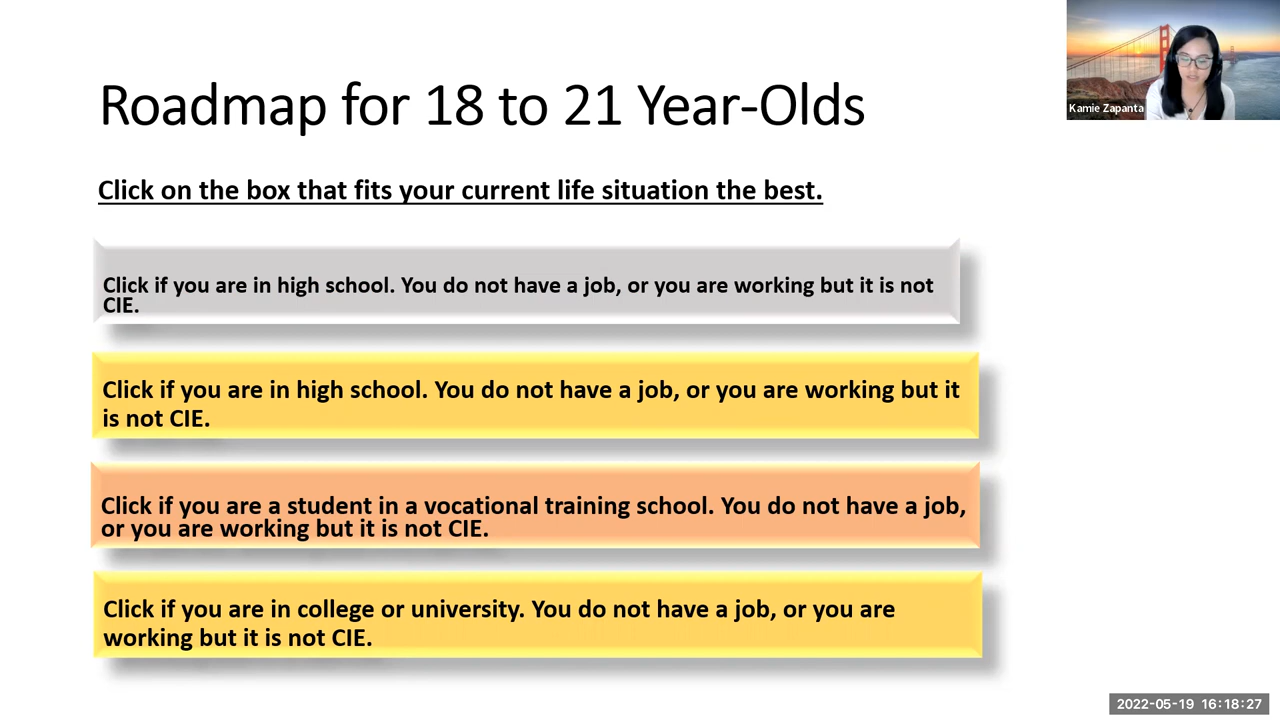 Roadmap for 18 to 21 Year-Olds
Kamie Zapanta
Click on the box that fits your current life situation the best.
Click if you are in high school. You do not have a job, or you are working but it is not
CIE.
Click if you are in high school. You do not have a job, or you are working but it
is not CIE.
Click if you are a student in a vocational training school. You do not have a job,
or you are working but it is not CIE.
Click if you are in college or university. You do not have a job, or you are
working but it is not CIE.
2022-05-19 16:18:27